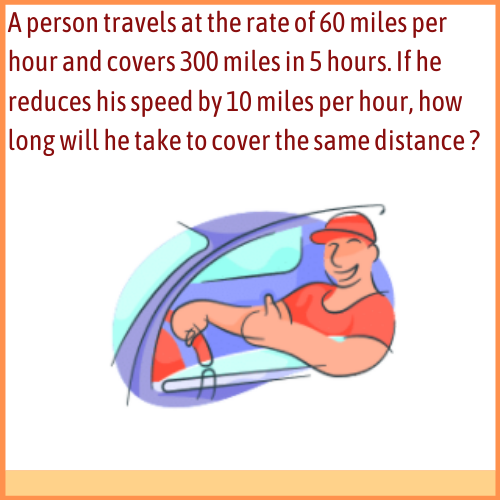 A person travels at the rate of 60 miles per
hour and covers 300 miles in 5 hours. If he
reduces his speed by 10 miles per hour, how
long will he take to cover the same distance ?